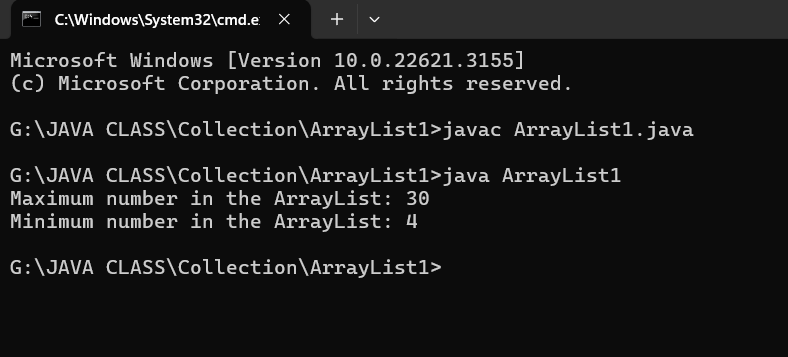 C:\Windows\System32\cmd.e
Microsoft Windows [Version 10.0.22621.3155]
(c) Microsoft Corporation. All rights reserved.
G:\JAVA CLASS\Collection\ArrayList1>javac ArrayList1.java
G:\JAVA CLASS\Collection\ArrayList1>java ArrayList1
Maximum number in the ArrayList: 30
Minimum number in the ArrayList: 4
G:\JAVA CLASS\Collection\ArrayList1>